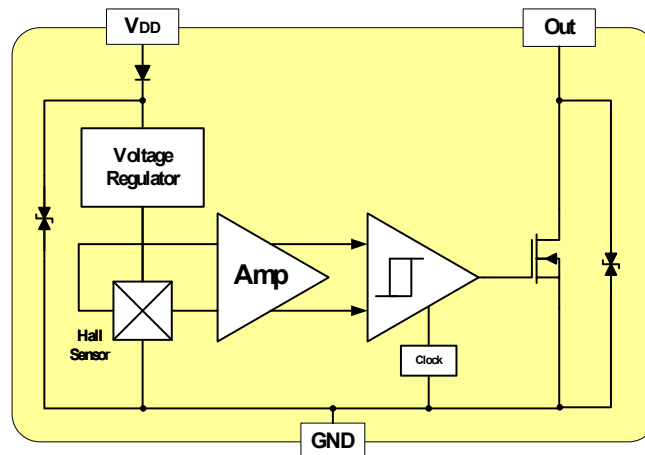 VDD
Out
Voltage
Regulator
Amp
Hall
Sensor
Clock
GND